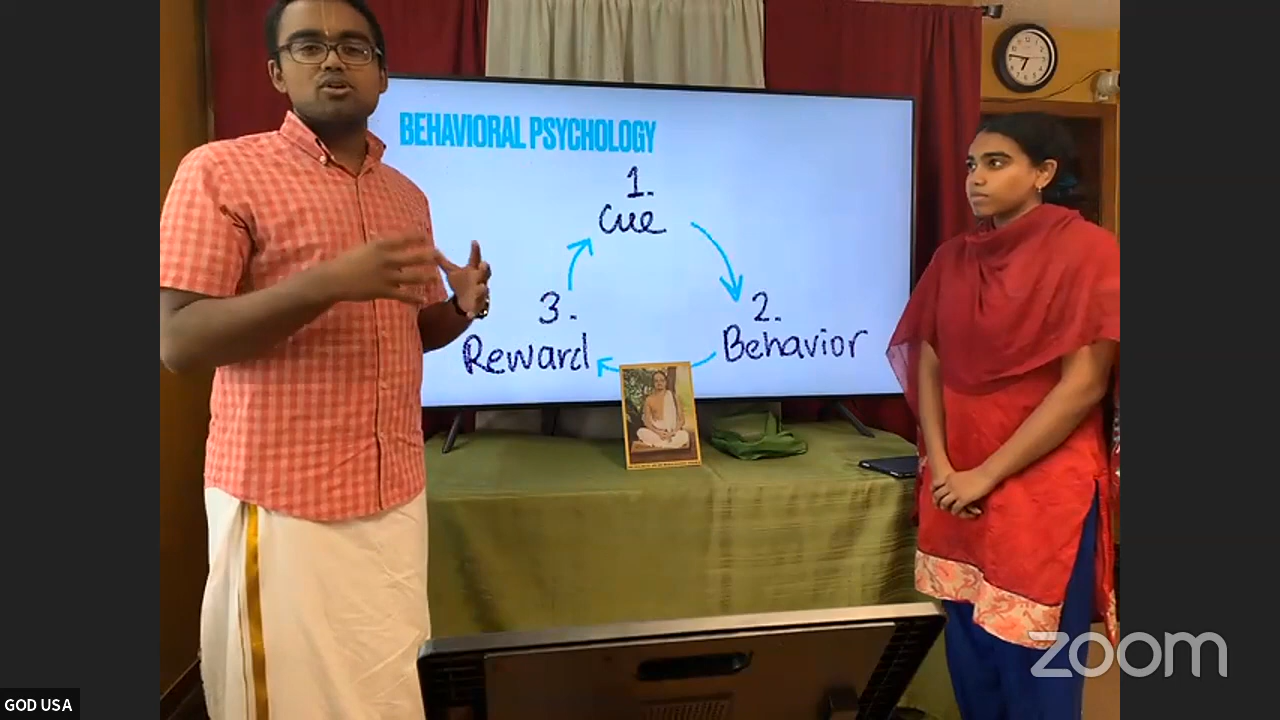 BEHAVIORAL PSYCHOLOGY
1.
Cue
3.
2.
Reward
Behavior
zoom
GOD USA